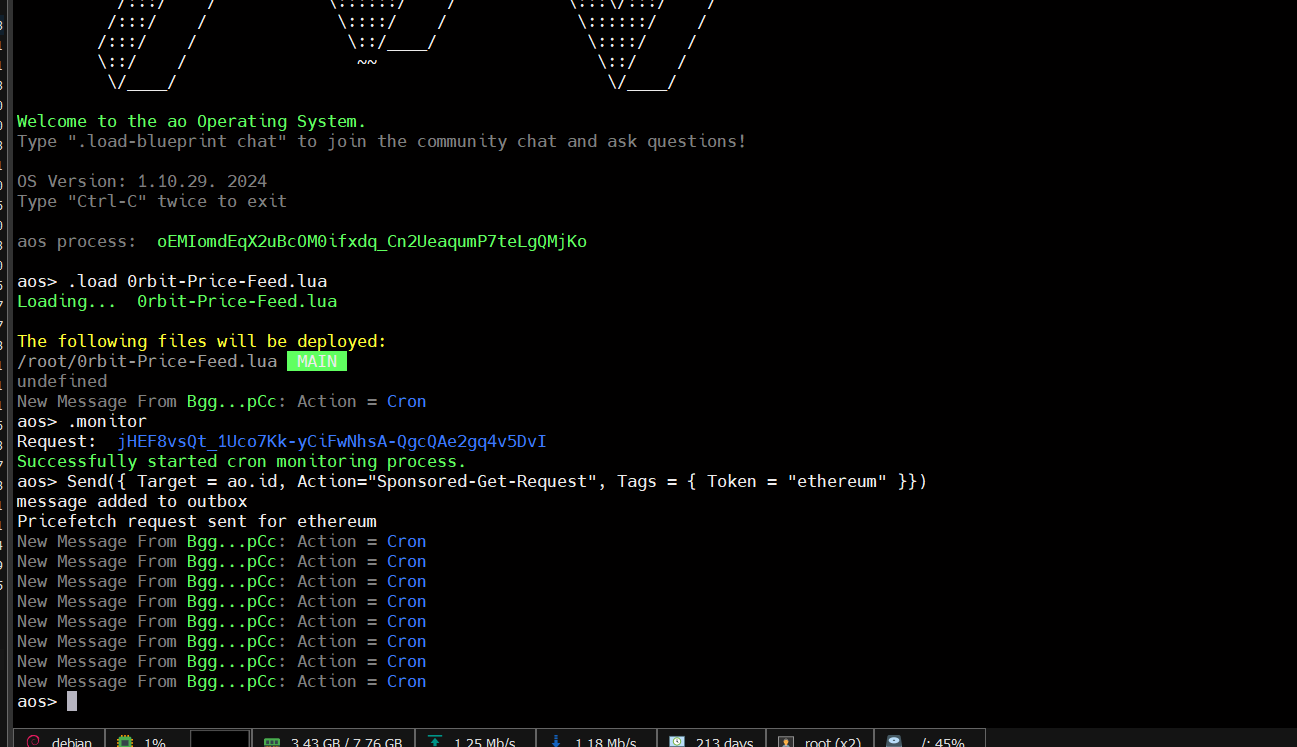 Welcome to the ao Operating System.
Type ".load-blueprint chat" to join the community chat and ask questions!
OS Version: 1.10.29. 2024
Type "Ctrl-C" twice to exit
aos process:  oEMIomdEqX2uBcOM0ifxdq_Cn2UeaqumP7teLgQMjKo
aos> .load 0rbit-Price-Feed.lua
Loading...  0rbit-Price-Feed.lua
The following files will be deployed:
/root/0rbit-Price-Feed.lua  MAIN
undefined
New Message From Bgg...pCc: Action = Cron
aos> .monitor
Request:  jHEF8vsQt_1Uco7Kk-yCiFwNhsA-QgcQAe2gq4v5DvI
Successfully started cron monitoring process.
aos> Send({ Target = ao.id, Action="Sponsored-Get-Request", Tags = { Token = "ethereum" }})
message added to outbox
Pricefetch request sent for ethereum
New Message From Bgg...pCc: Action = Cron
New Message From Bgg...pCc: Action = Cron
New Message From Bgg...pCc: Action = Cron
New Message From Bgg...pCc: Action = Cron
New Message From Bgg...pCc: Action = Cron
New Message From Bgg...pCc: Action = Cron
New Message From Bgg...pCc: Action = Cron
New Message From Bgg...pCc: Action = Cron
aos>
debian 1% 3.43 GB / 7.76 GB 1.25 Mb/s 1.18 Mb/s 213 days root (x2) /: 45%